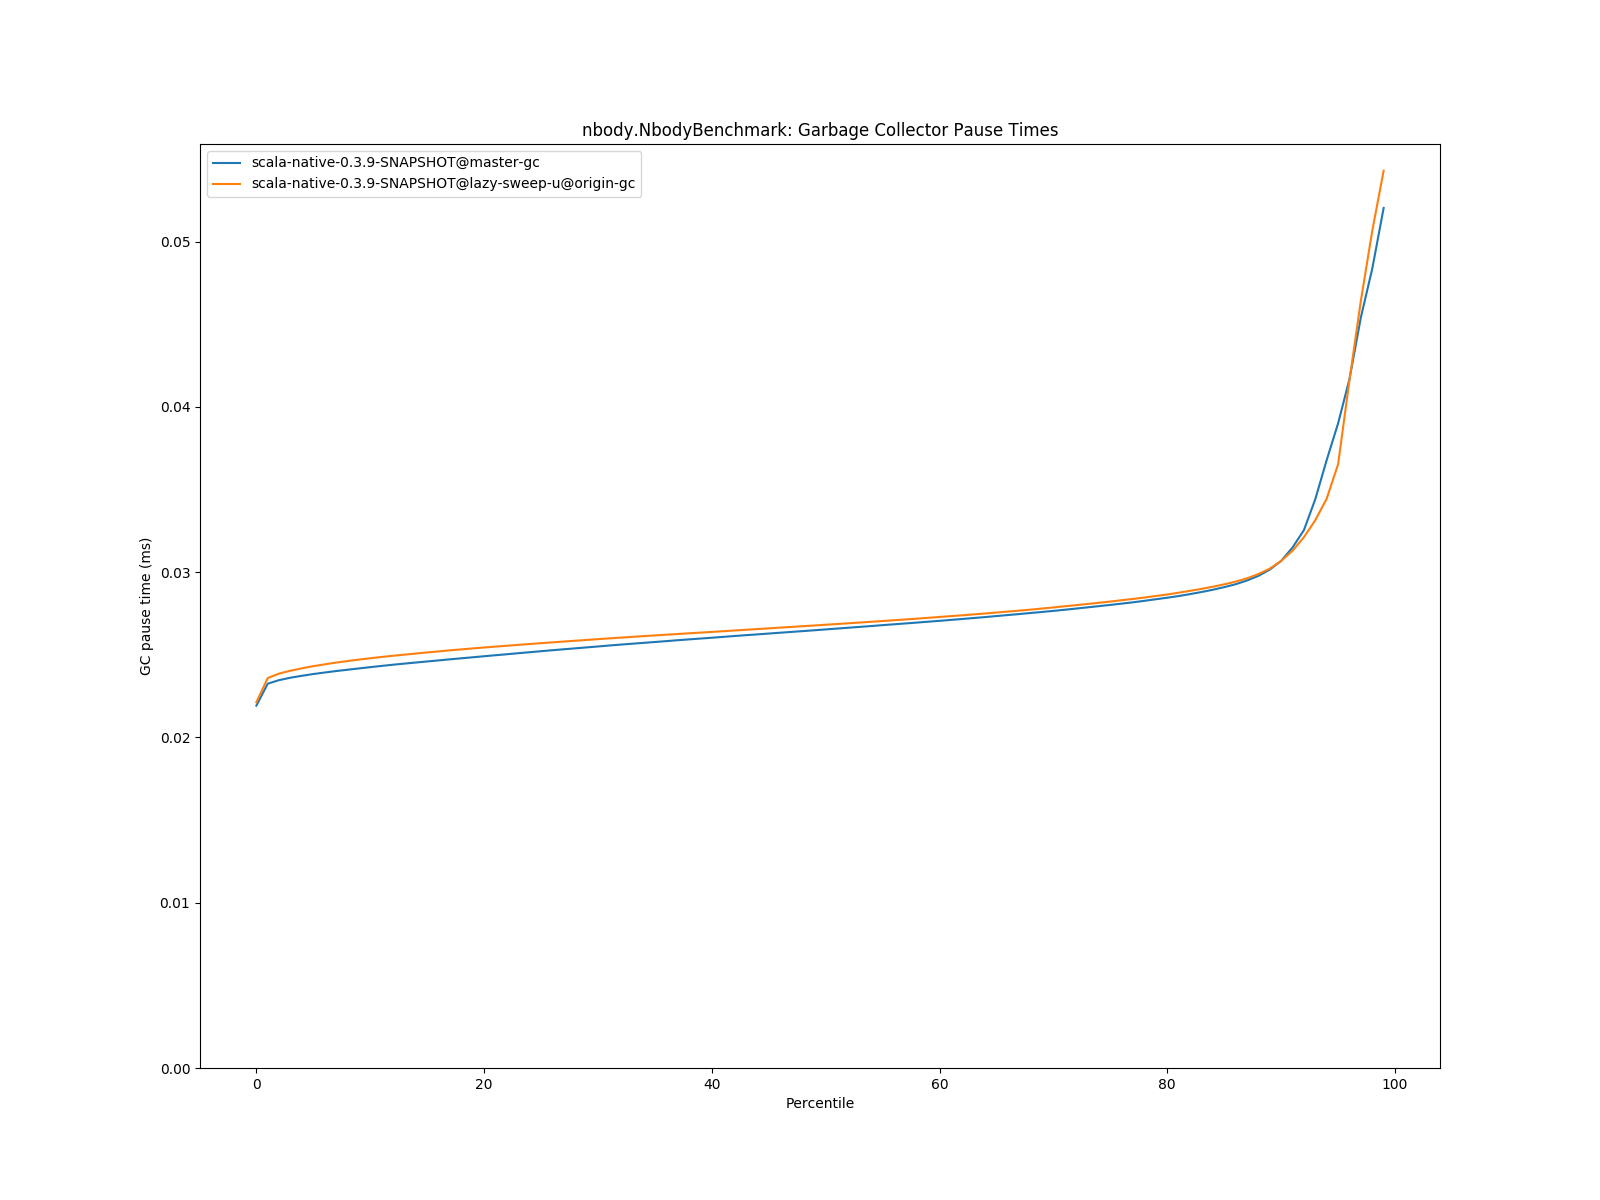 nbody.NbodyBenchmark: Garbage Collector Pause Times
scala-native-0.3.9-SNAPSHOT@master-gc
scala-native-0.3.9-SNAPSHOT@lazy-sweep-u@origin-gc
0.05
0.04
0.03
0.02
0.01
0.00
GC pause time (ms)
0 20 40 60 80 100
Percentile